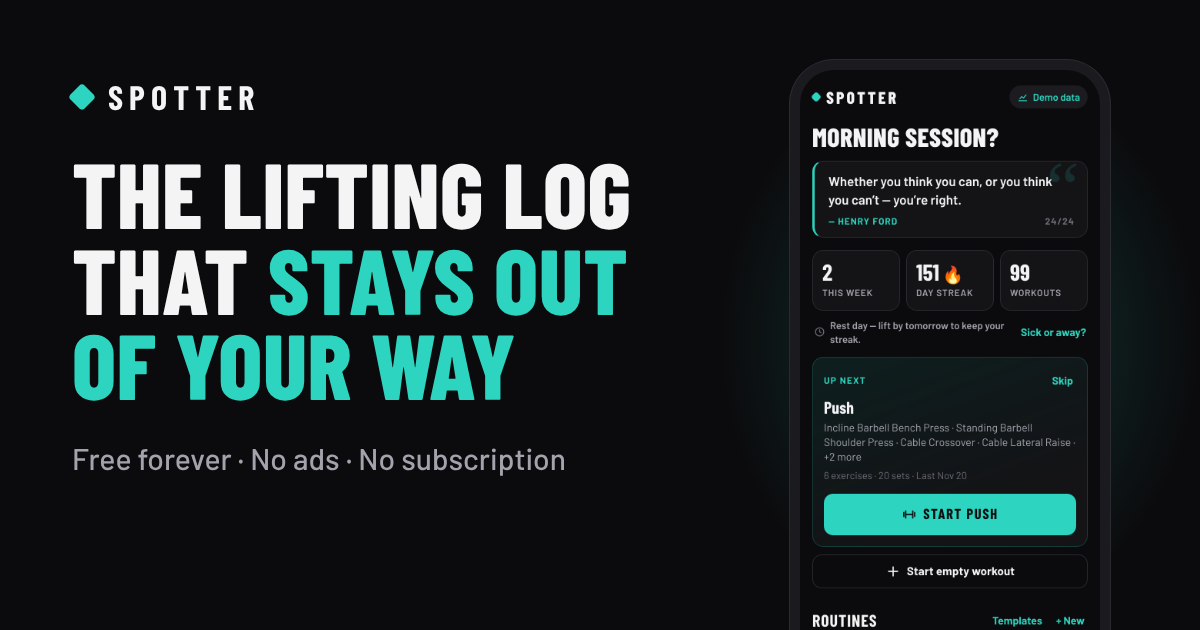 SPOTTER
THE LIFTING LOG
THAT STAYS OUT
OF YOUR WAY
Free forever · No ads · No subscription
SPOTTER
Demo data
MORNING SESSION?
Whether you think you can, or you think
you can’t — you’re right.
— HENRY FORD
24/24
2
THIS WEEK
151 🔥
DAY STREAK
99
WORKOUTS
Rest day — lift by tomorrow to keep your
streak.
Sick or away?
UP NEXT
Skip
Push
Incline Barbell Bench Press · Standing Barbell
Shoulder Press · Cable Crossover · Cable Lateral Raise ·
+2 more
6 exercises · 20 sets · Last Nov 20
START PUSH
+ Start empty workout
ROUTINES
Templates
+ New